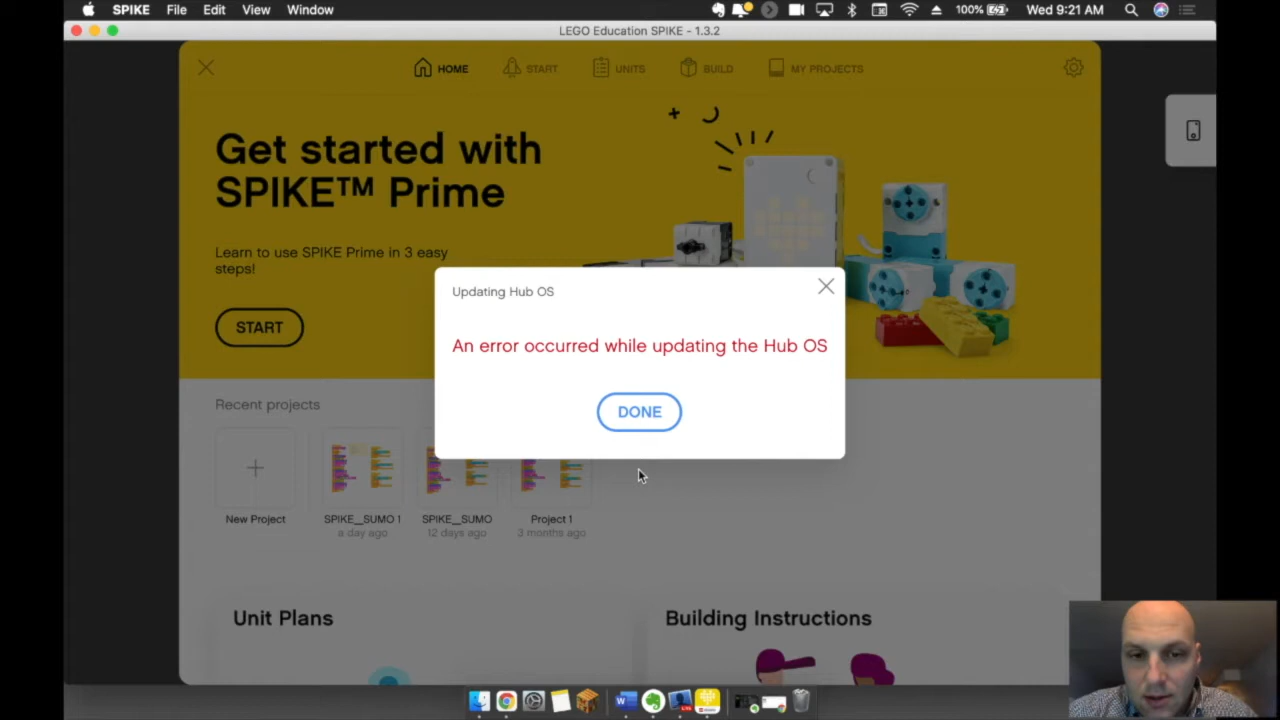 SPIKE File Edit View Window 100% Wed 9:21 AM
LEGO Education SPIKE - 1.3.2
HOME START UNITS BUILD MY PROJECTS
Get started with
SPIKE™ Prime
Learn to use SPIKE Prime in 3 easy
steps!
START
Updating Hub OS
An error occurred while updating the Hub OS
DONE
Recent projects
New Project SPIKE__SUMO 1 SPIKE__SUMO Project 1
a day ago 12 days ago 3 months ago
Unit Plans Building Instructions